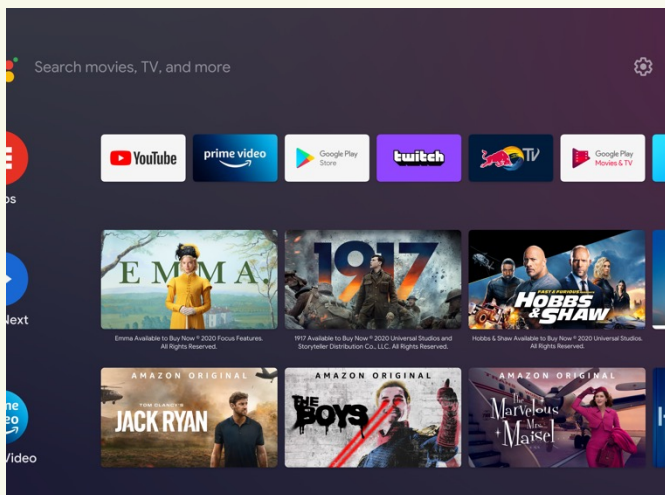 Search movies, TV, and more
YouTube
prime video
Google Play
Store
twitch
TV
Google Play
Movies & TV
EMMA
1917
FAST & FURIOUS
HOBBS
& SHAW
Next
Emma Available to Buy Now © 2020 Focus Features.
All Rights Reserved.
1917 Available to Buy Now © 2020 Universal Studios and
Storyteller Distribution Co., LLC. All Rights Reserved.
Hobbs & Shaw Available to Buy Now © 2020 Universal Studios.
All Rights Reserved.
AMAZON ORIGINAL
TOM CLANCY'S
JACK RYAN
AMAZON ORIGINAL
THE
BOYS
AMAZON ORIGINAL
The
Marvelous
Mrs.
Maisel
Video